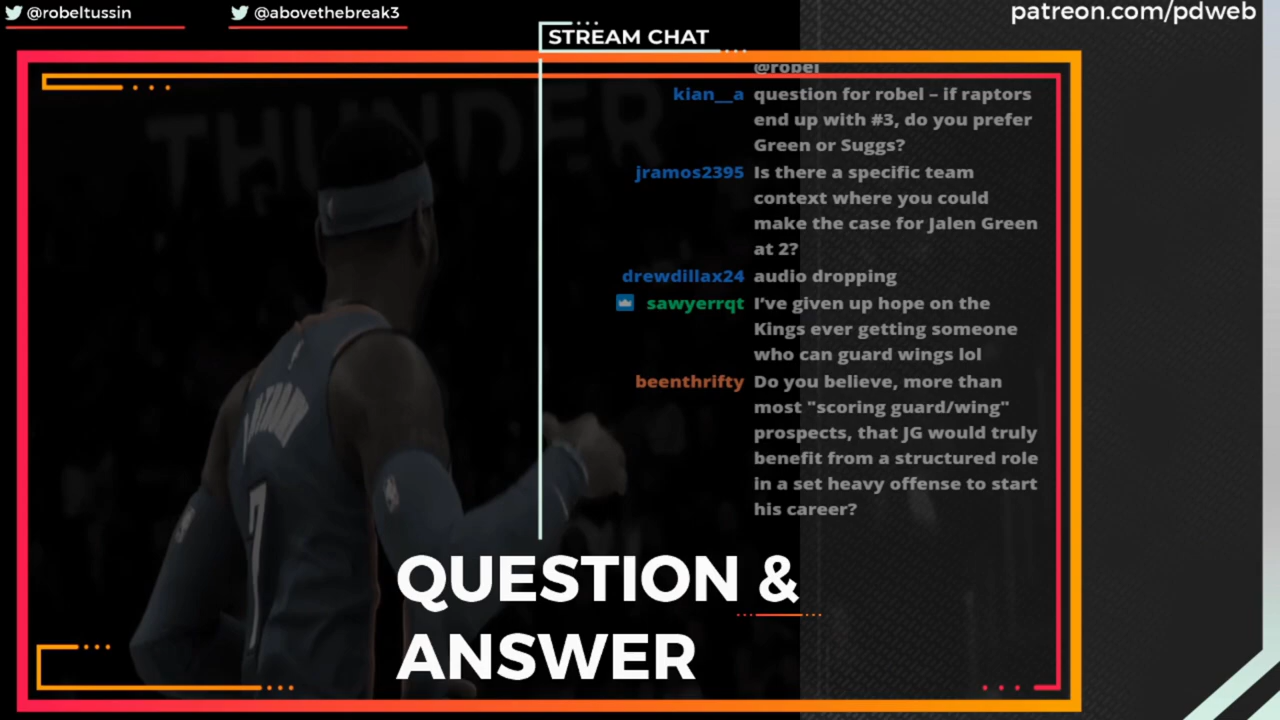 @robeltussin
@abovethebreak3
patreon.com/pdweb
STREAM CHAT
THUNDER
@robel
kian__a question for robel – if raptors
end up with #3, do you prefer
Green or Suggs?
jramos2395 Is there a specific team
context where you could
make the case for Jalen Green
at 2?
drewdillax24 audio dropping
sawyerrqt I've given up hope on the
Kings ever getting someone
who can guard wings lol
beenthrifty Do you believe, more than
most "scoring guard/wing"
prospects, that JG would truly
benefit from a structured role
in a set heavy offense to start
his career?
7
QUESTION &
ANSWER